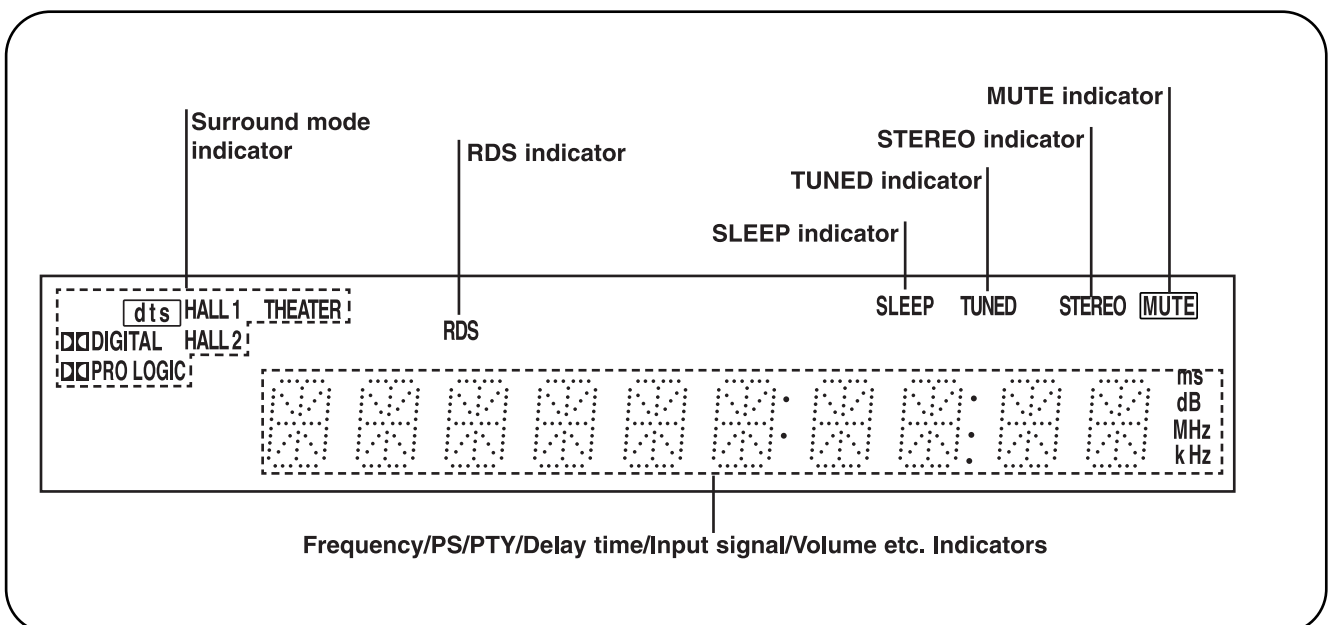 MUTE indicator
Surround mode
indicator
RDS indicator
STEREO indicator
TUNED indicator
SLEEP indicator
dts HALL 1 THEATER
SLEEP TUNED STEREO MUTE
RDS
DIGITAL HALL 2
PRO LOGIC
ms
dB
MHz
kHz
Frequency/PS/PTY/Delay time/Input signal/Volume etc. Indicators